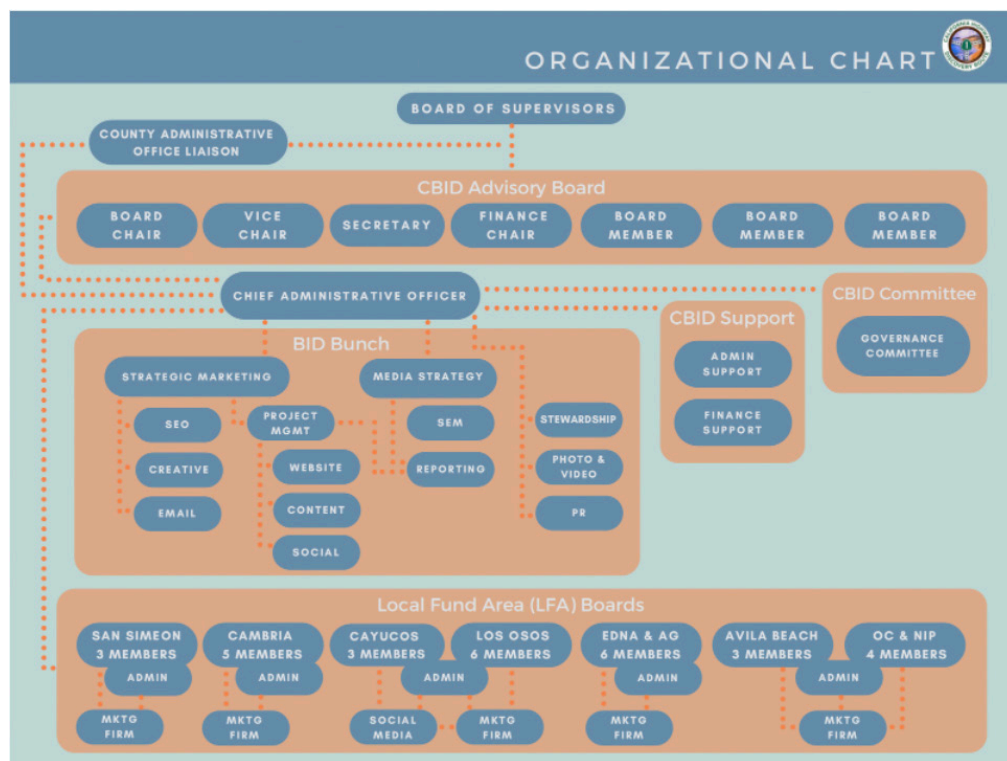 ORGANIZATIONAL CHART
BOARD OF SUPERVISORS
COUNTY ADMINISTRATIVE
OFFICE LIAISON
CBID Advisory Board
BOARD
CHAIR
VICE
CHAIR
SECRETARY
FINANCE
CHAIR
BOARD
MEMBER
BOARD
MEMBER
BOARD
MEMBER
CHIEF ADMINISTRATIVE OFFICER
CBID Committee
GOVERNANCE
COMMITTEE
CBID Support
ADMIN
SUPPORT
FINANCE
SUPPORT
BID Bunch
STRATEGIC MARKETING
SEO
CREATIVE
EMAIL
PROJECT
MGMT
WEBSITE
CONTENT
SOCIAL
MEDIA STRATEGY
SEM
REPORTING
STEWARDSHIP
PHOTO &
VIDEO
PR
Local Fund Area (LFA) Boards
SAN SIMEON
3 MEMBERS
ADMIN
MKTG
FIRM
CAMBRIA
5 MEMBERS
ADMIN
MKTG
FIRM
CAYUCOS
3 MEMBERS
LOS OSOS
6 MEMBERS
ADMIN
SOCIAL
MEDIA
MKTG
FIRM
EDNA & AG
6 MEMBERS
ADMIN
MKTG
FIRM
AVILA BEACH
3 MEMBERS
OC & NIP
4 MEMBERS
ADMIN
MKTG
FIRM